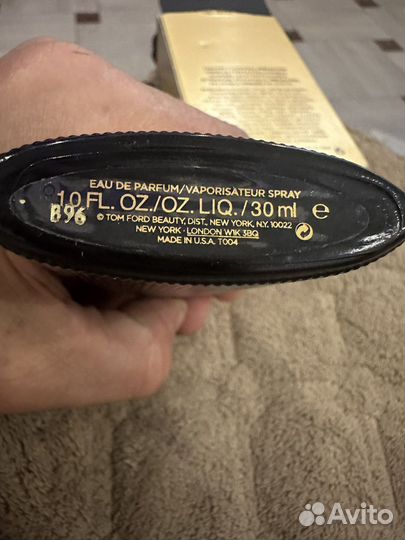 EAU DE PARFUM/VAPORISATEUR SPRAY
1.0 FL. OZ./OZ. LIQ./30 ml e
B96
© TOM FORD BEAUTY, DIST. NEW YORK, N.Y. 10022
NEW YORK · LONDON W1K 3BQ
MADE IN U.S.A. T004
Avito